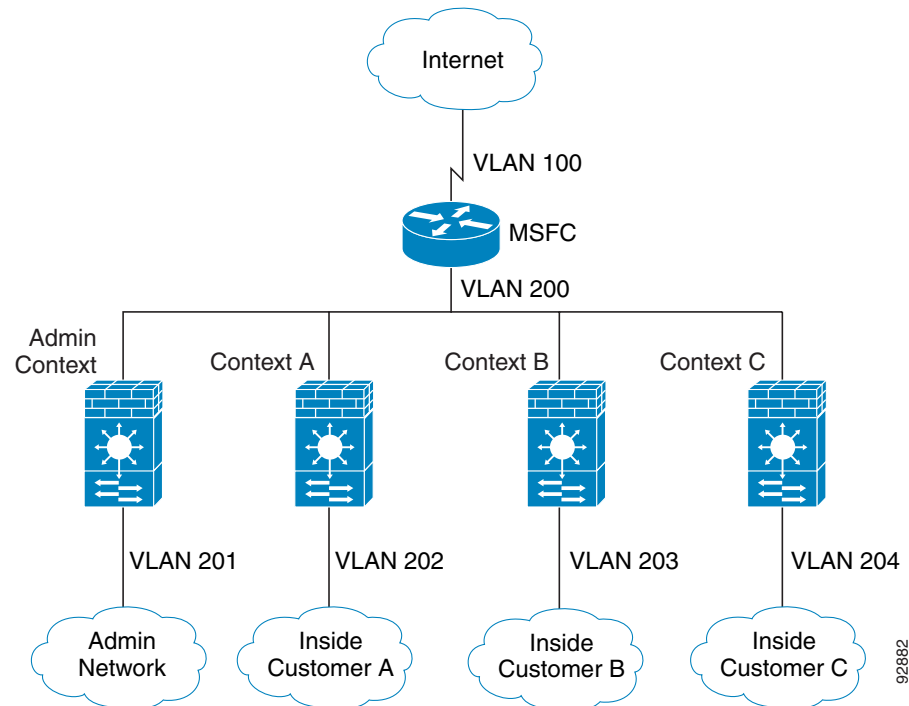 Internet
VLAN 100
MSFC
VLAN 200
Admin
Context
Context A
Context B
Context C
VLAN 201
VLAN 202
VLAN 203
VLAN 204
Admin
Network
Inside
Customer A
Inside
Customer B
Inside
Customer C
92882